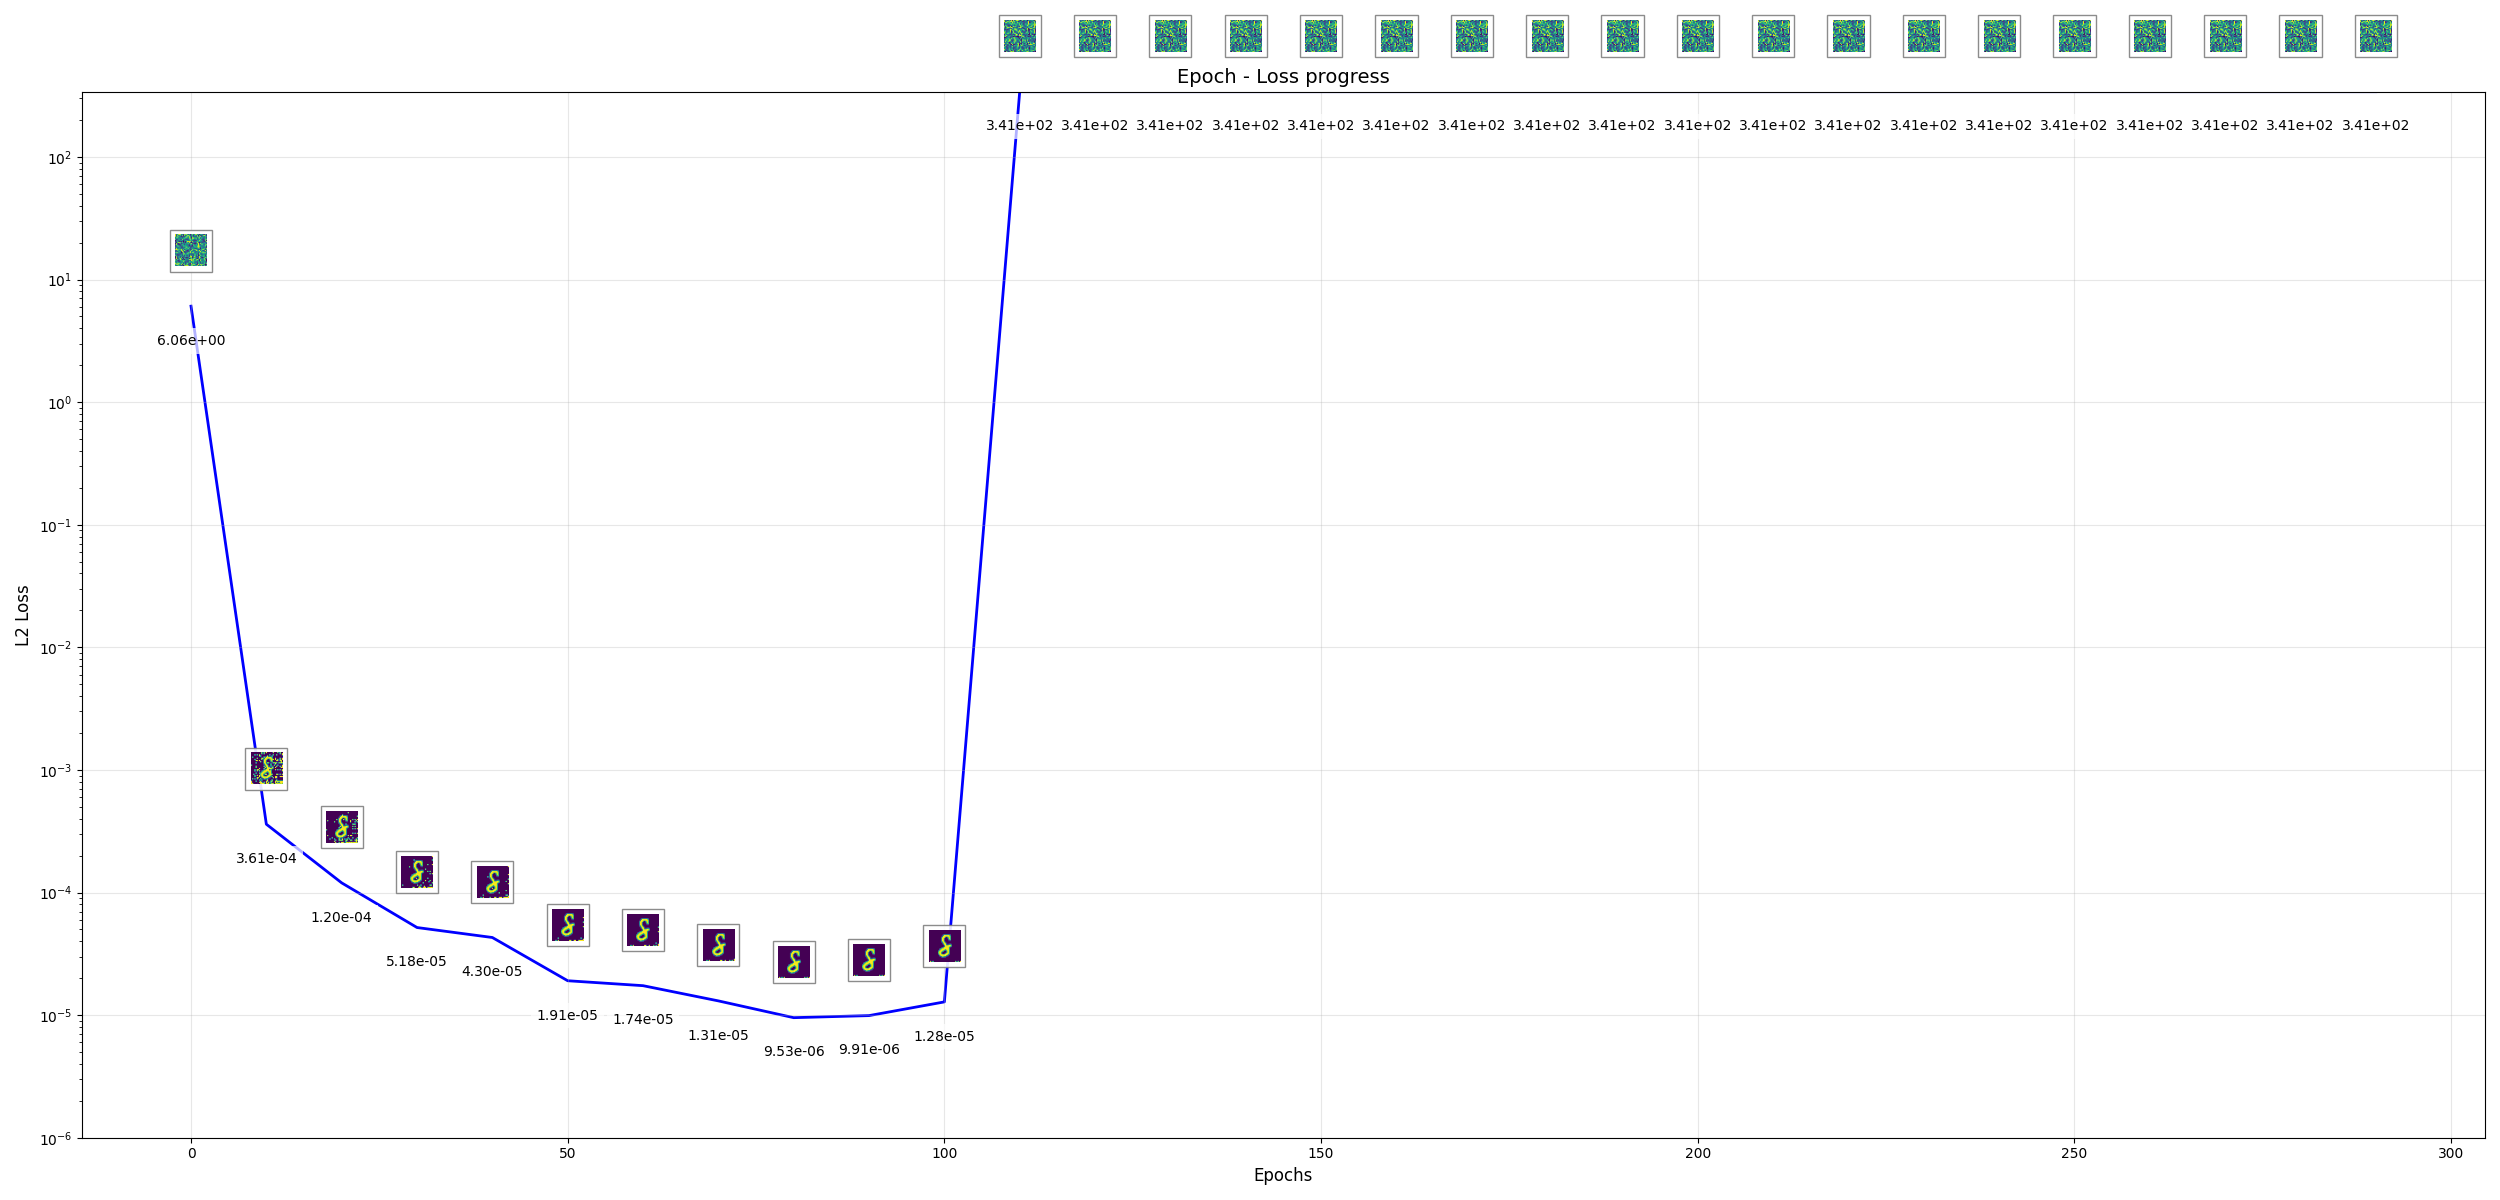 Epoch - Loss progress
3.41e+02 3.41e+02 3.41e+02 3.41e+02 3.41e+02 3.41e+02 3.41e+02 3.41e+02 3.41e+02 3.41e+02 3.41e+02 3.41e+02 3.41e+02 3.41e+02 3.41e+02 3.41e+02 3.41e+02 3.41e+02 3.41e+02
10²
10¹
6.06e+00
10⁰
10⁻¹
L2 Loss
10⁻²
10⁻³
3.61e-04
10⁻⁴
1.20e-04
5.18e-05
4.30e-05
10⁻⁵
1.91e-05
1.74e-05
1.31e-05
9.53e-06
9.91e-06
1.28e-05
10⁻⁶
0 50 100 150 200 250 300
Epochs